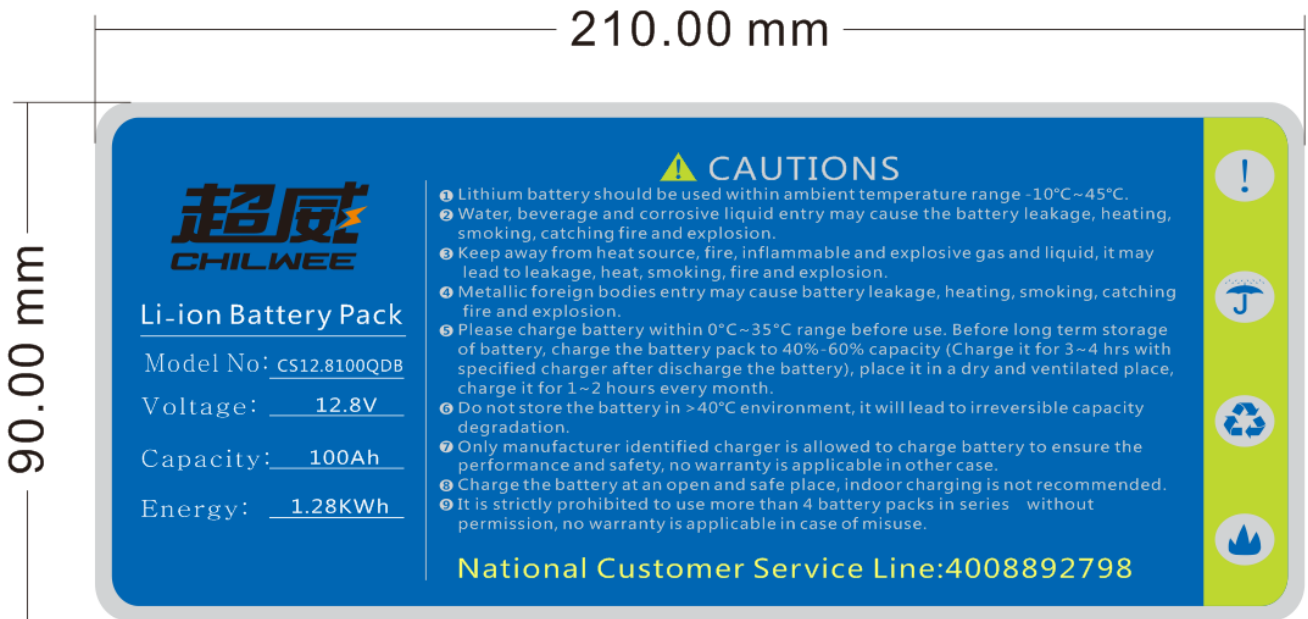 210.00 mm
90.00 mm
超威
CHILWEE
Li-ion Battery Pack
Model No: CS12.8100QDB
Voltage: 12.8V
Capacity: 100Ah
Energy: 1.28KWh
! CAUTIONS
❶ Lithium battery should be used within ambient temperature range -10°C~45°C.
❷ Water, beverage and corrosive liquid entry may cause the battery leakage, heating,
smoking, catching fire and explosion.
❸ Keep away from heat source, fire, inflammable and explosive gas and liquid, it may
lead to leakage, heat, smoking, fire and explosion.
❹ Metallic foreign bodies entry may cause battery leakage, heating, smoking, catching
fire and explosion.
❺ Please charge battery within 0°C~35°C range before use. Before long term storage
of battery, charge the battery pack to 40%-60% capacity (Charge it for 3~4 hrs with
specified charger after discharge the battery), place it in a dry and ventilated place,
charge it for 1~2 hours every month.
❻ Do not store the battery in >40°C environment, it will lead to irreversible capacity
degradation.
❼ Only manufacturer identified charger is allowed to charge battery to ensure the
performance and safety, no warranty is applicable in other case.
❽ Charge the battery at an open and safe place, indoor charging is not recommended.
❾ It is strictly prohibited to use more than 4 battery packs in series without
permission, no warranty is applicable in case of misuse.
National Customer Service Line:4008892798
!